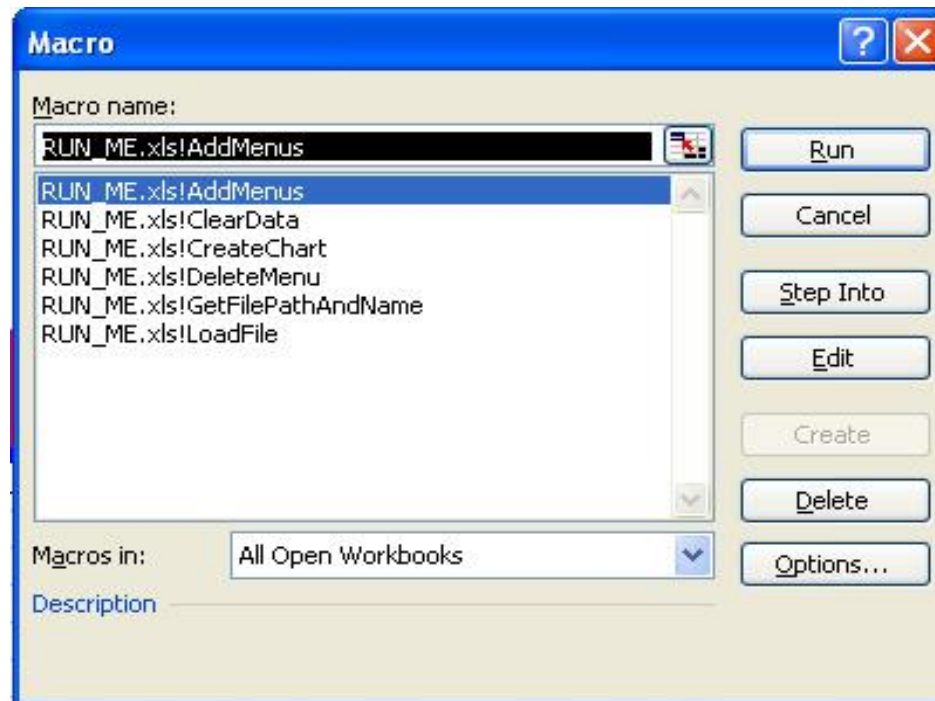 Macro
?
Macro name:
RUN_ME.xls!AddMenus
RUN_ME.xls!AddMenus
RUN_ME.xls!ClearData
RUN_ME.xls!CreateChart
RUN_ME.xls!DeleteMenu
RUN_ME.xls!GetFilePathAndName
RUN_ME.xls!LoadFile
Run
Cancel
Step Into
Edit
Create
Delete
Options...
Macros in:
All Open Workbooks
Description